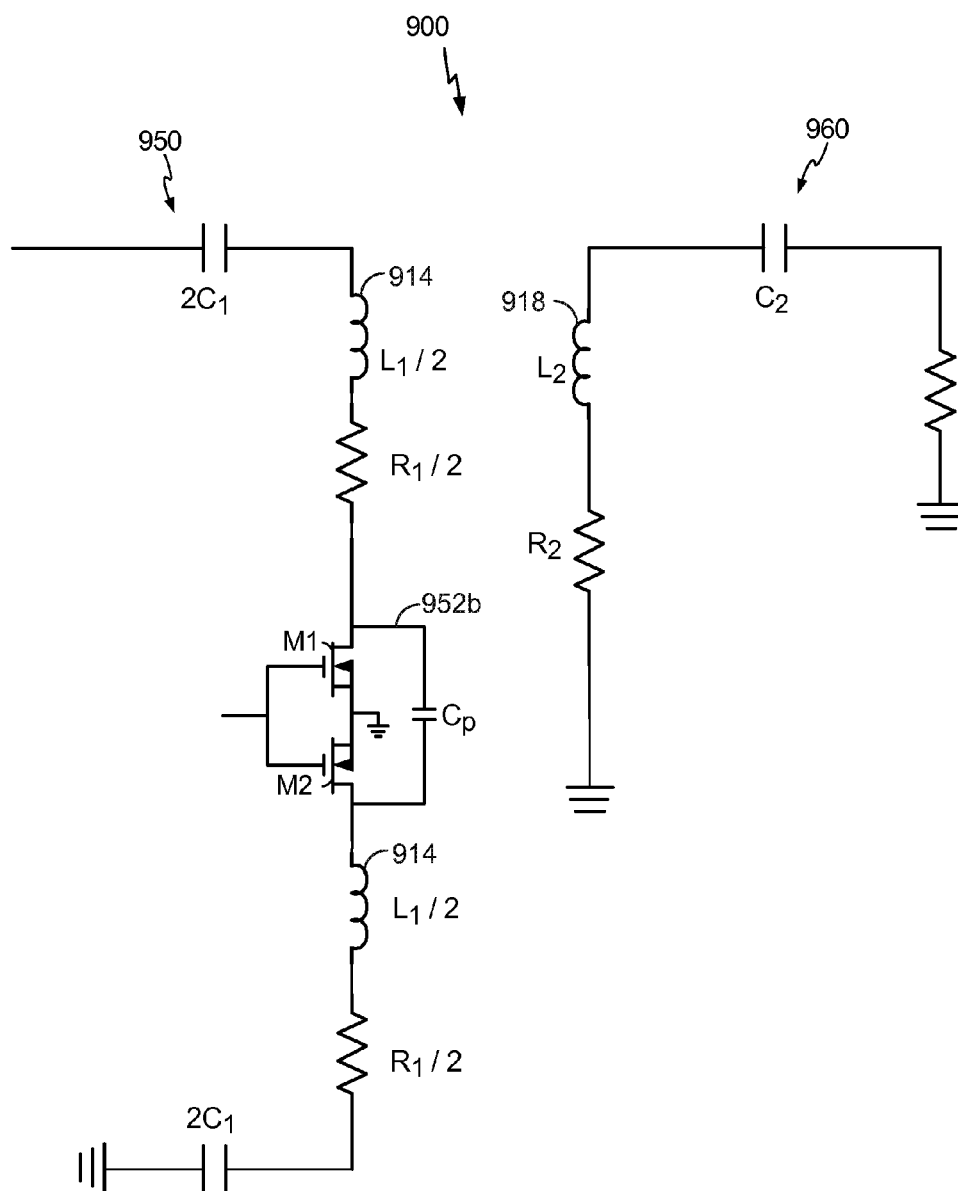 900
950
960
2C₁
914
L₁ / 2
918
C₂
L₂
R₁ / 2
R₂
952b
M1
Cₚ
M2
914
L₁ / 2
R₁ / 2
2C₁